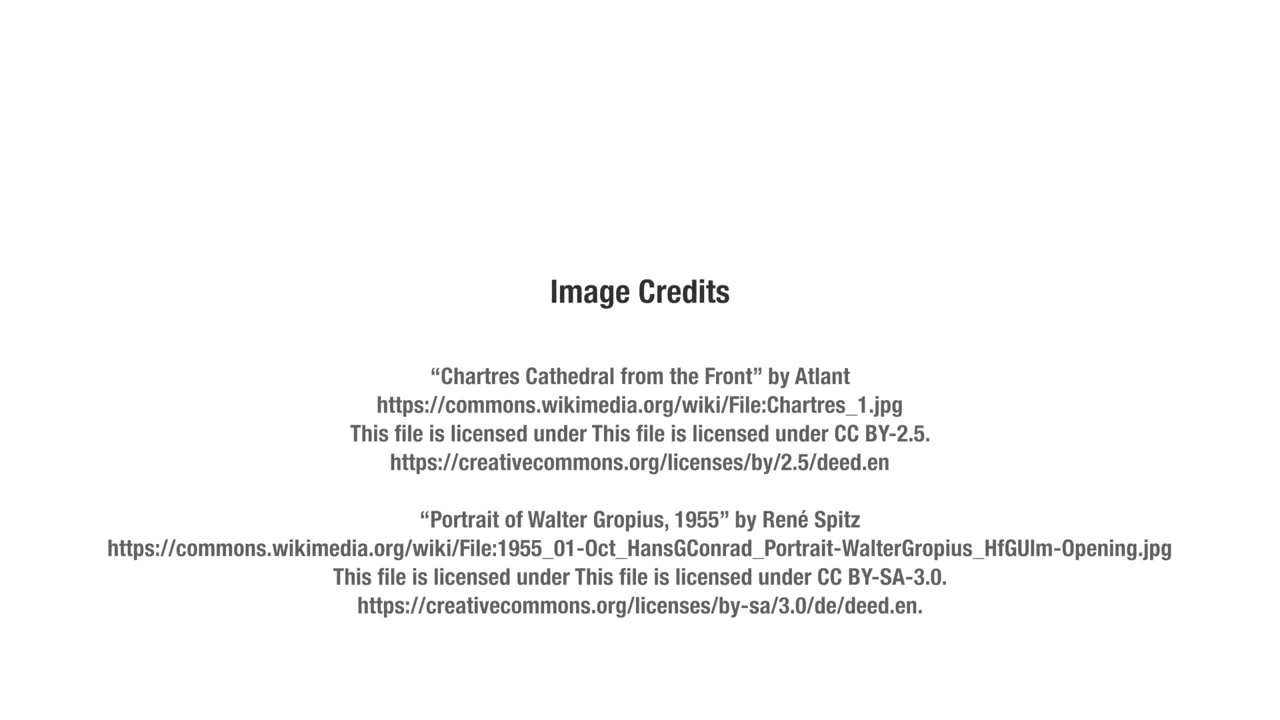 Image Credits
“Chartres Cathedral from the Front” by Atlant
https://commons.wikimedia.org/wiki/File:Chartres_1.jpg
This file is licensed under This file is licensed under CC BY-2.5.
https://creativecommons.org/licenses/by/2.5/deed.en
“Portrait of Walter Gropius, 1955” by René Spitz
https://commons.wikimedia.org/wiki/File:1955_01-Oct_HansGConrad_Portrait-WalterGropius_HfGUlm-Opening.jpg
This file is licensed under This file is licensed under CC BY-SA-3.0.
https://creativecommons.org/licenses/by-sa/3.0/de/deed.en.